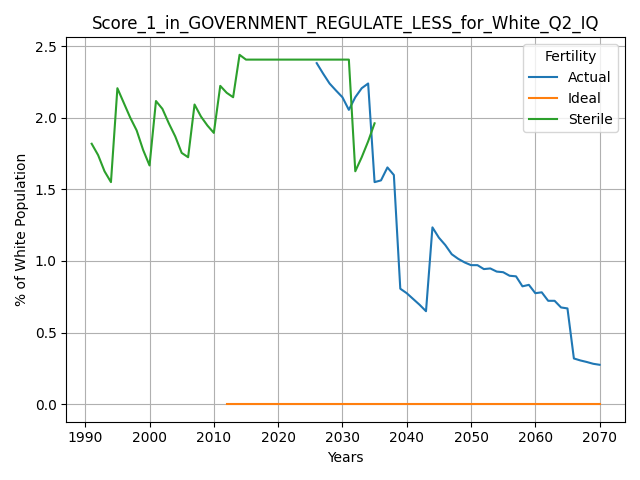 Score_1_in_GOVERNMENT_REGULATE_LESS_for_White_Q2_IQ
% of White Population
2.5
2.0
1.5
1.0
0.5
0.0
Fertility
Actual
Ideal
Sterile
1990 2000 2010 2020 2030 2040 2050 2060 2070
Years